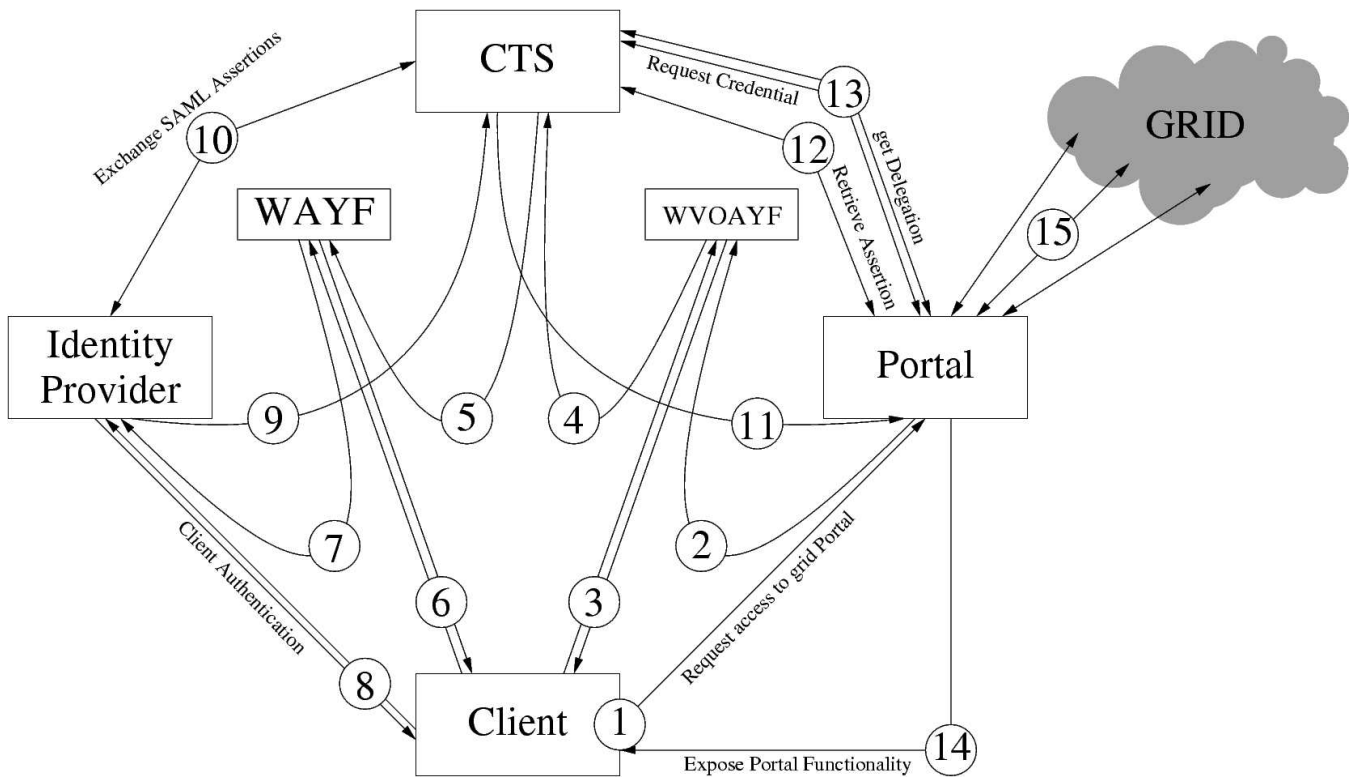 CTS
Exchange SAML Assertions
Request Credential
13
GRID
10
12
get Delegation
Retrieve Assertion
WAYF
WVOAYF
15
Identity
Provider
Portal
9
5
4
11
7
2
Client Authentication
6
3
Request access to grid Portal
8
Client
1
14
Expose Portal Functionality